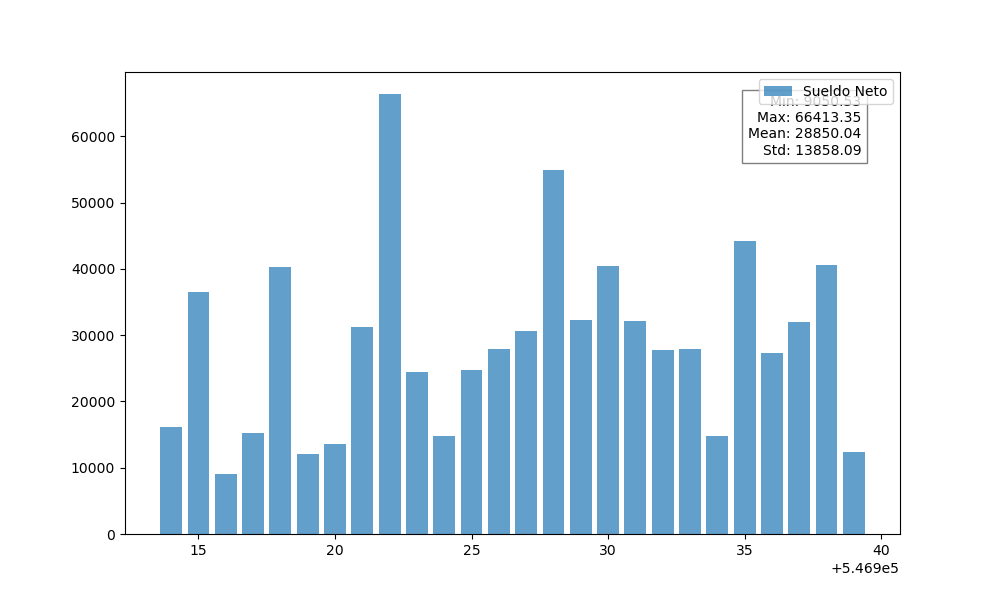 Sueldo Neto
Min: 9050.53
Max: 66413.35
Mean: 28850.04
Std: 13858.09
60000
50000
40000
30000
20000
10000
0
15 20 25 30 35 40
+5.469e5